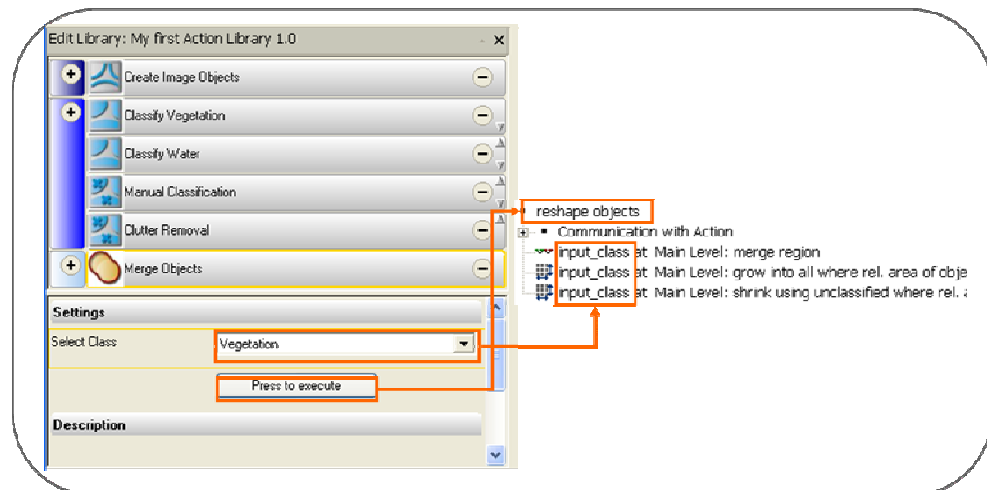 Edit Library: My first Action Library 1.0
Create Image Objects
Classify Vegetation
Classify Water
Manual Classification
Clutter Removal
Merge Objects
Settings
Select Class
Vegetation
Press to execute
Description
reshape objects
Communication with Action
input_class at Main Level: merge region
input_class at Main Level: grow into all where rel. area of obje
input_class at Main Level: shrink using unclassified where rel.